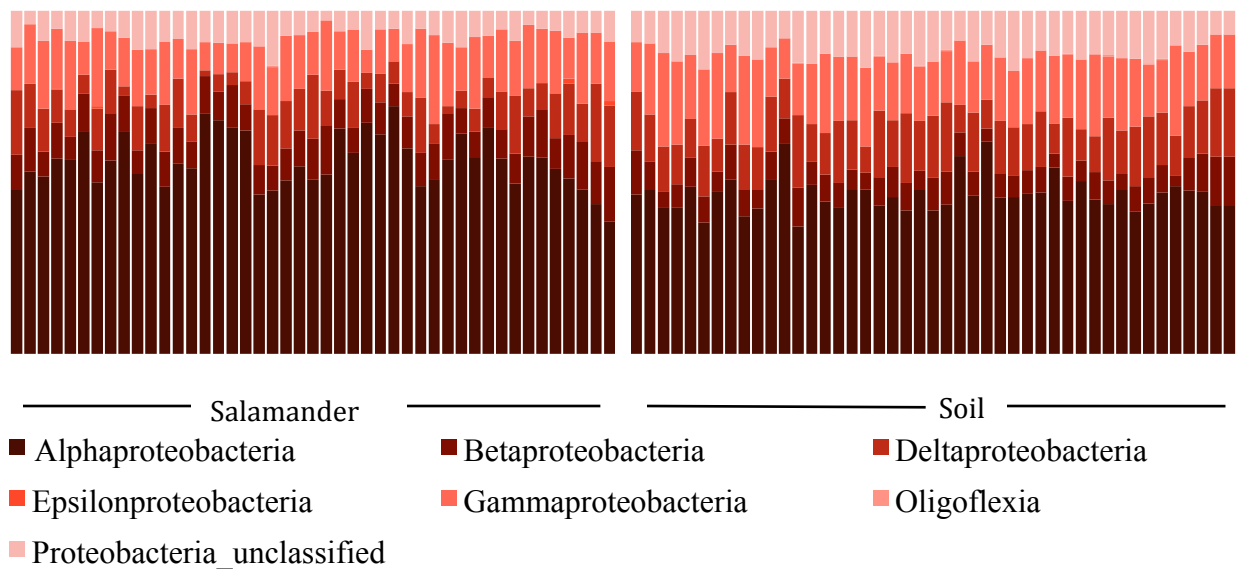 Salamander Soil
Alphaproteobacteria Betaproteobacteria Deltaproteobacteria
Epsilonproteobacteria Gammaproteobacteria Oligoflexia
Proteobacteria_unclassified